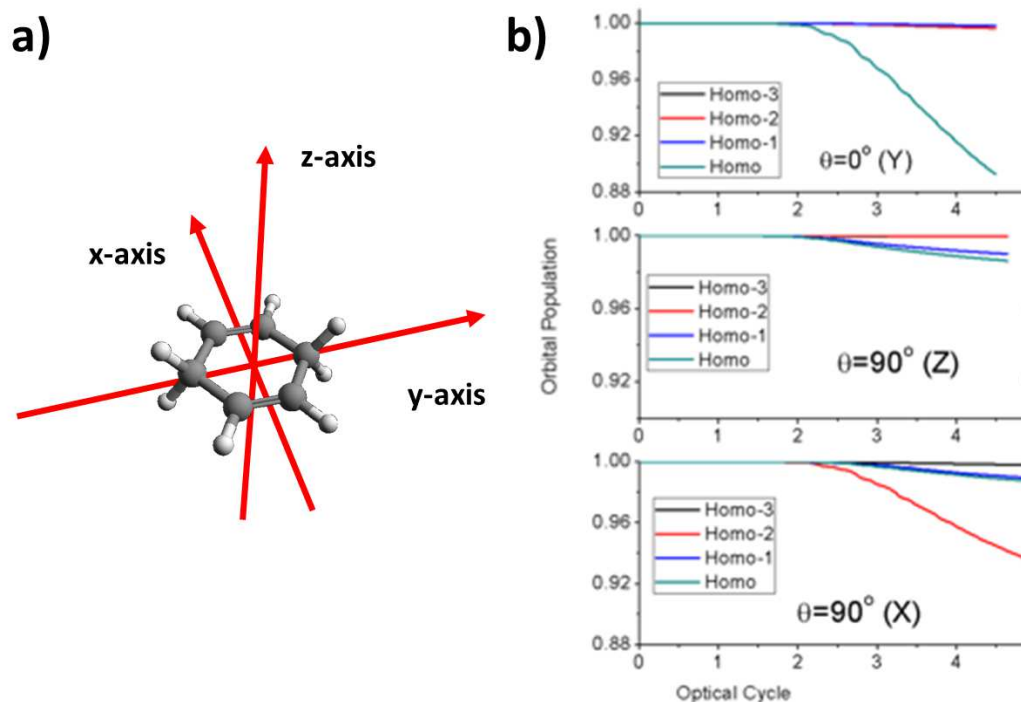 a)
z-axis
x-axis
y-axis
b)
Orbital Population
1.00
0.96
0.92
0.88
Homo-3
Homo-2
Homo-1
Homo
θ=0° (Y)
0 1 2 3 4
1.00
0.96
0.92
Homo-3
Homo-2
Homo-1
Homo
θ=90° (Z)
0 1 2 3 4
1.00
0.96
0.92
0.88
Homo-3
Homo-2
Homo-1
Homo
θ=90° (X)
0 1 2 3 4
Optical Cycle